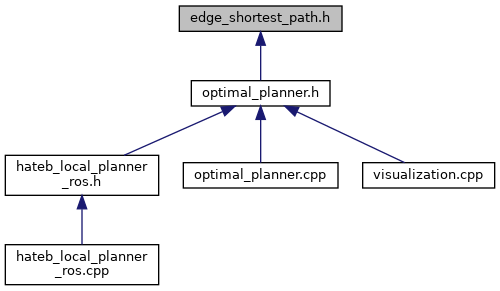 edge_shortest_path.h
optimal_planner.h
hateb_local_planner
_ros.h
optimal_planner.cpp
visualization.cpp
hateb_local_planner
_ros.cpp